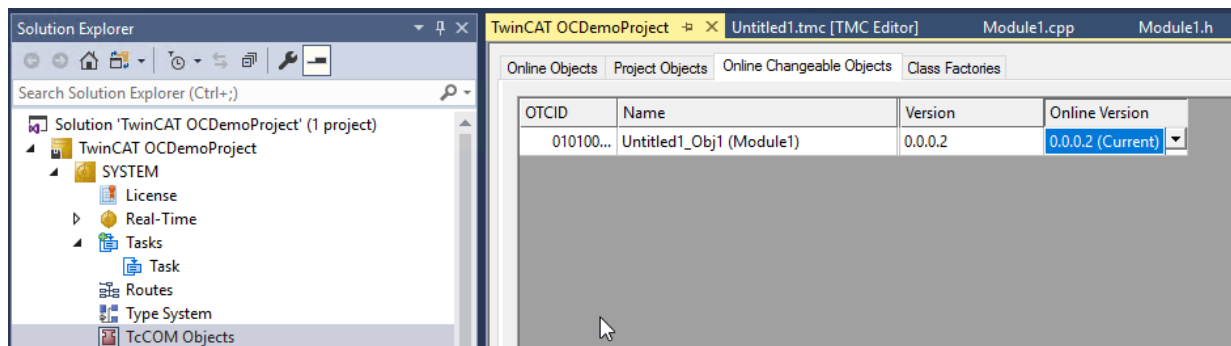 Solution Explorer
Search Solution Explorer (Ctrl+;)
Solution 'TwinCAT OCDemoProject' (1 project)
TwinCAT OCDemoProject
SYSTEM
License
Real-Time
Tasks
Task
Routes
Type System
TcCOM Objects
TwinCAT OCDemoProject Untitled1.tmc [TMC Editor] Module1.cpp Module1.h
Online Objects Project Objects Online Changeable Objects Class Factories
OTCID Name Version Online Version
010100... Untitled1_Obj1 (Module1) 0.0.0.2 0.0.0.2 (Current)